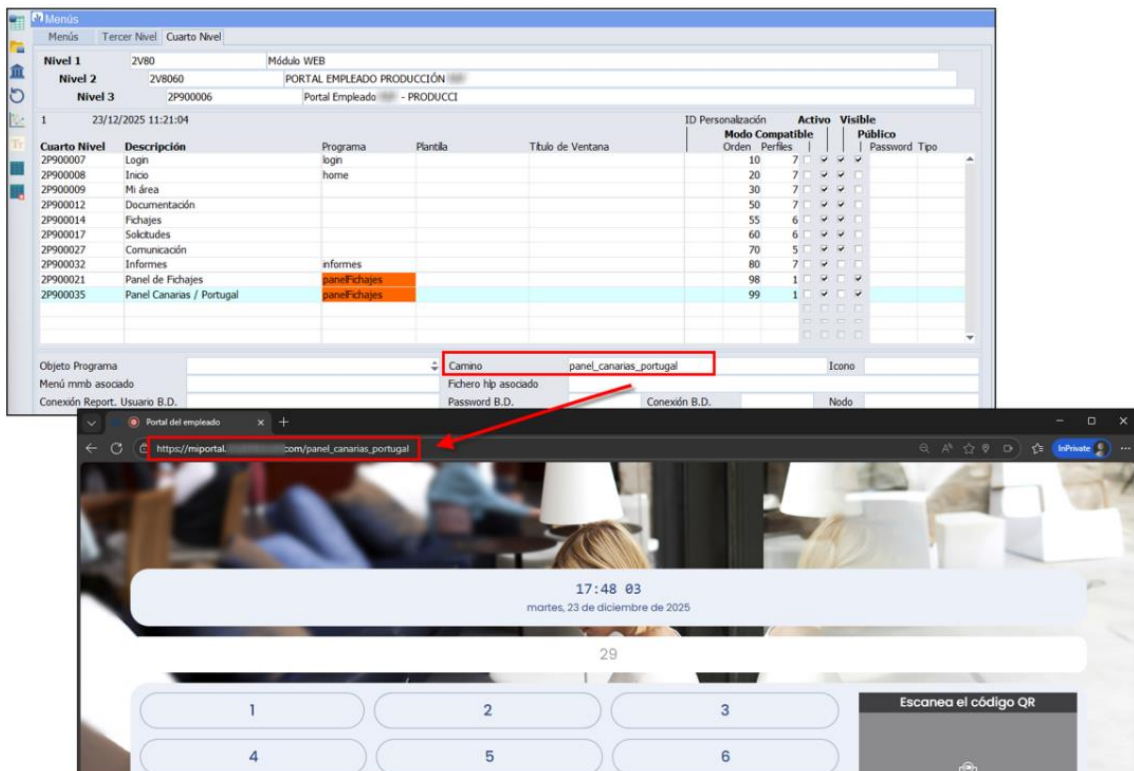 Menús
Menús Tercer Nivel Cuarto Nivel
Nivel 1 2V80 Módulo WEB
Nivel 2 2V8060 PORTAL EMPLEADO PRODUCCIÓN
Nivel 3 2P900006 Portal Empleado - PRODUCCI
1 23/12/2025 11:21:04 ID Personalización Activo Visible
Modo Compatible Público
Cuarto Nivel Descripción Programa Plantilla Título de Ventana Orden Perfiles Password Tipo
2P900007 Login login 10 7
2P900008 Inicio home 20 7
2P900009 Mi área 30 7
2P900012 Documentación 50 7
2P900014 Fichajes 55 6
2P900017 Solicitudes 60 6
2P900027 Comunicación 70 5
2P900032 Informes informes 80 7
2P900021 Panel de Fichajes panelFichajes 98 1
2P900035 Panel Canarias / Portugal panelFichajes 99 1
Objeto Programa Camino panel_canarias_portugal Icono
Menú mmb asociado Fichero hlp asociado
Conexión Report. Usuario B.D. Password B.D. Conexión B.D. Nodo
Portal del empleado
https://miportal. com/panel_canarias_portugal InPrivate
17:48 03
martes, 23 de diciembre de 2025
29
1 2 3 Escanea el código QR
4 5 6